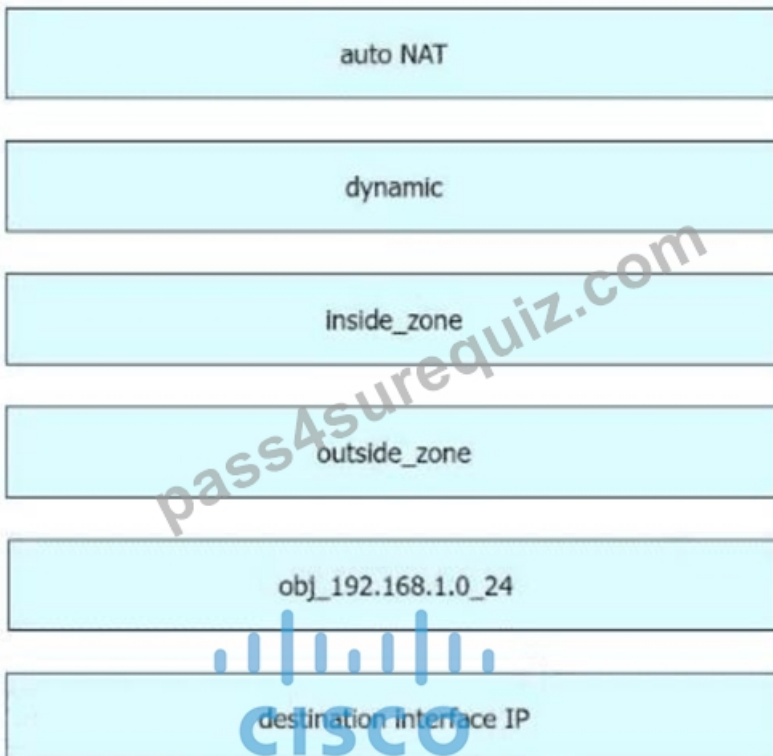 auto NAT
dynamic
inside_zone
outside_zone
pass4surequiz.com
obj_192.168.1.0_24
destination interface IP
CISCO